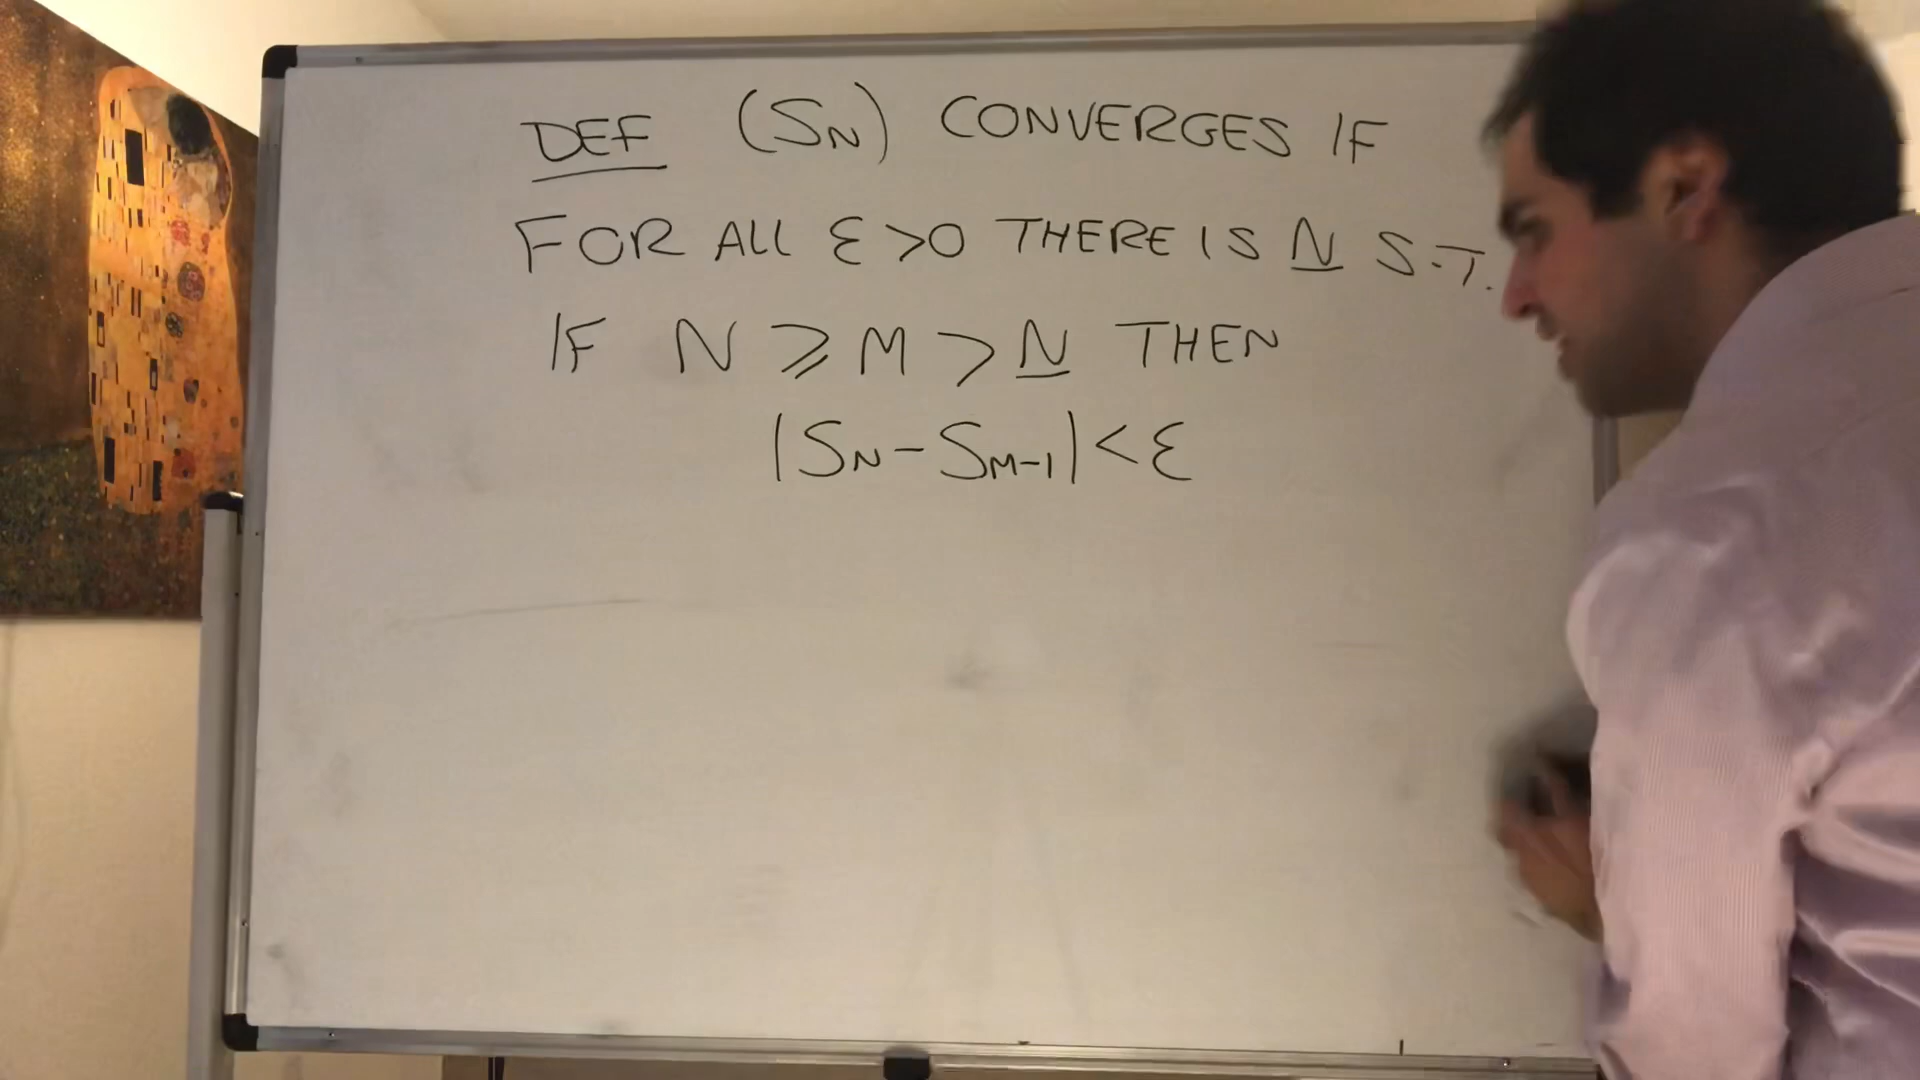 DEF (SN) CONVERGES IF
FOR ALL ε>0 THERE IS N S.T.
IF N ⩾ M > N THEN
|SN-SM-1|<ε